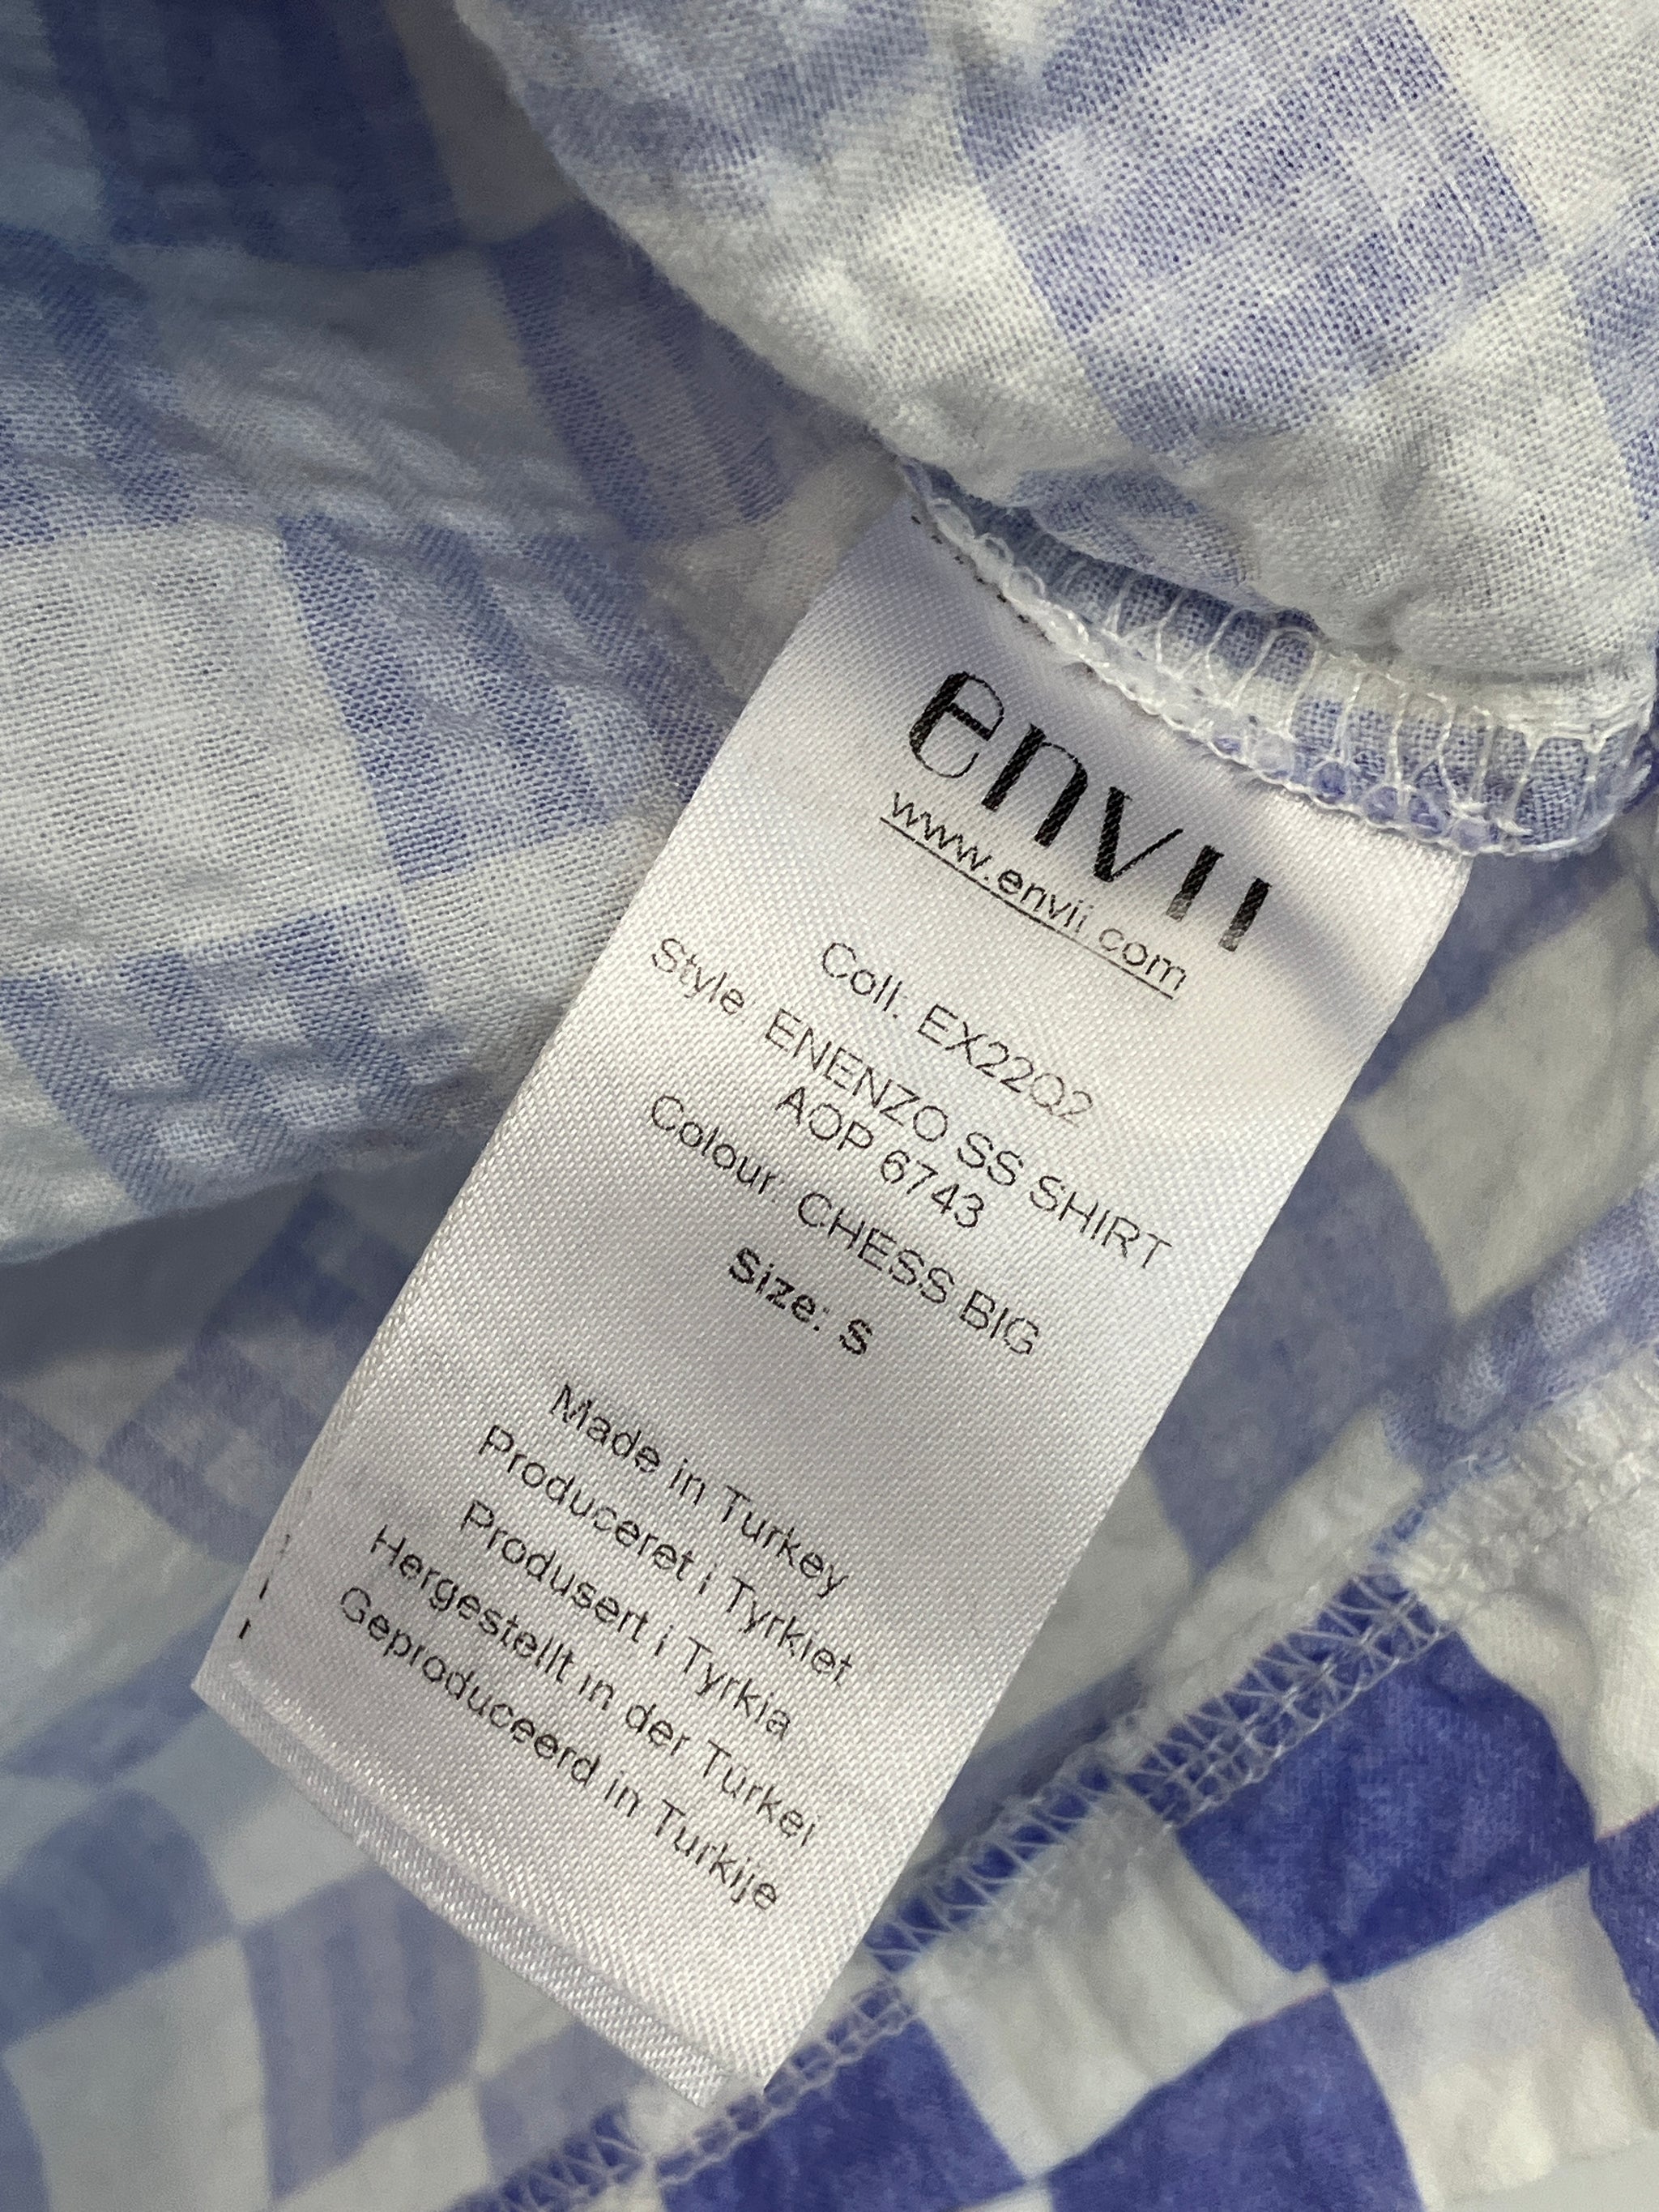 envii
www.envii.com
Coll: EX22Q2
Style: ENENZO SS SHIRT
AOP 6743
Colour: CHESS BIG
Size: S
Made in Turkey
Produceret i Tyrkiet
Produsert i Tyrkia
Hergestellt in der Türkei
Geproduceerd in Turkije